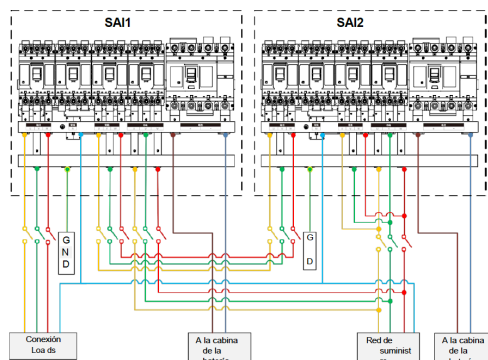 SAI1
SAI2
G
N
D
G
D
Conexión
Loa ds
A la cabina
de la
Red de
suminist
A la cabina
de la